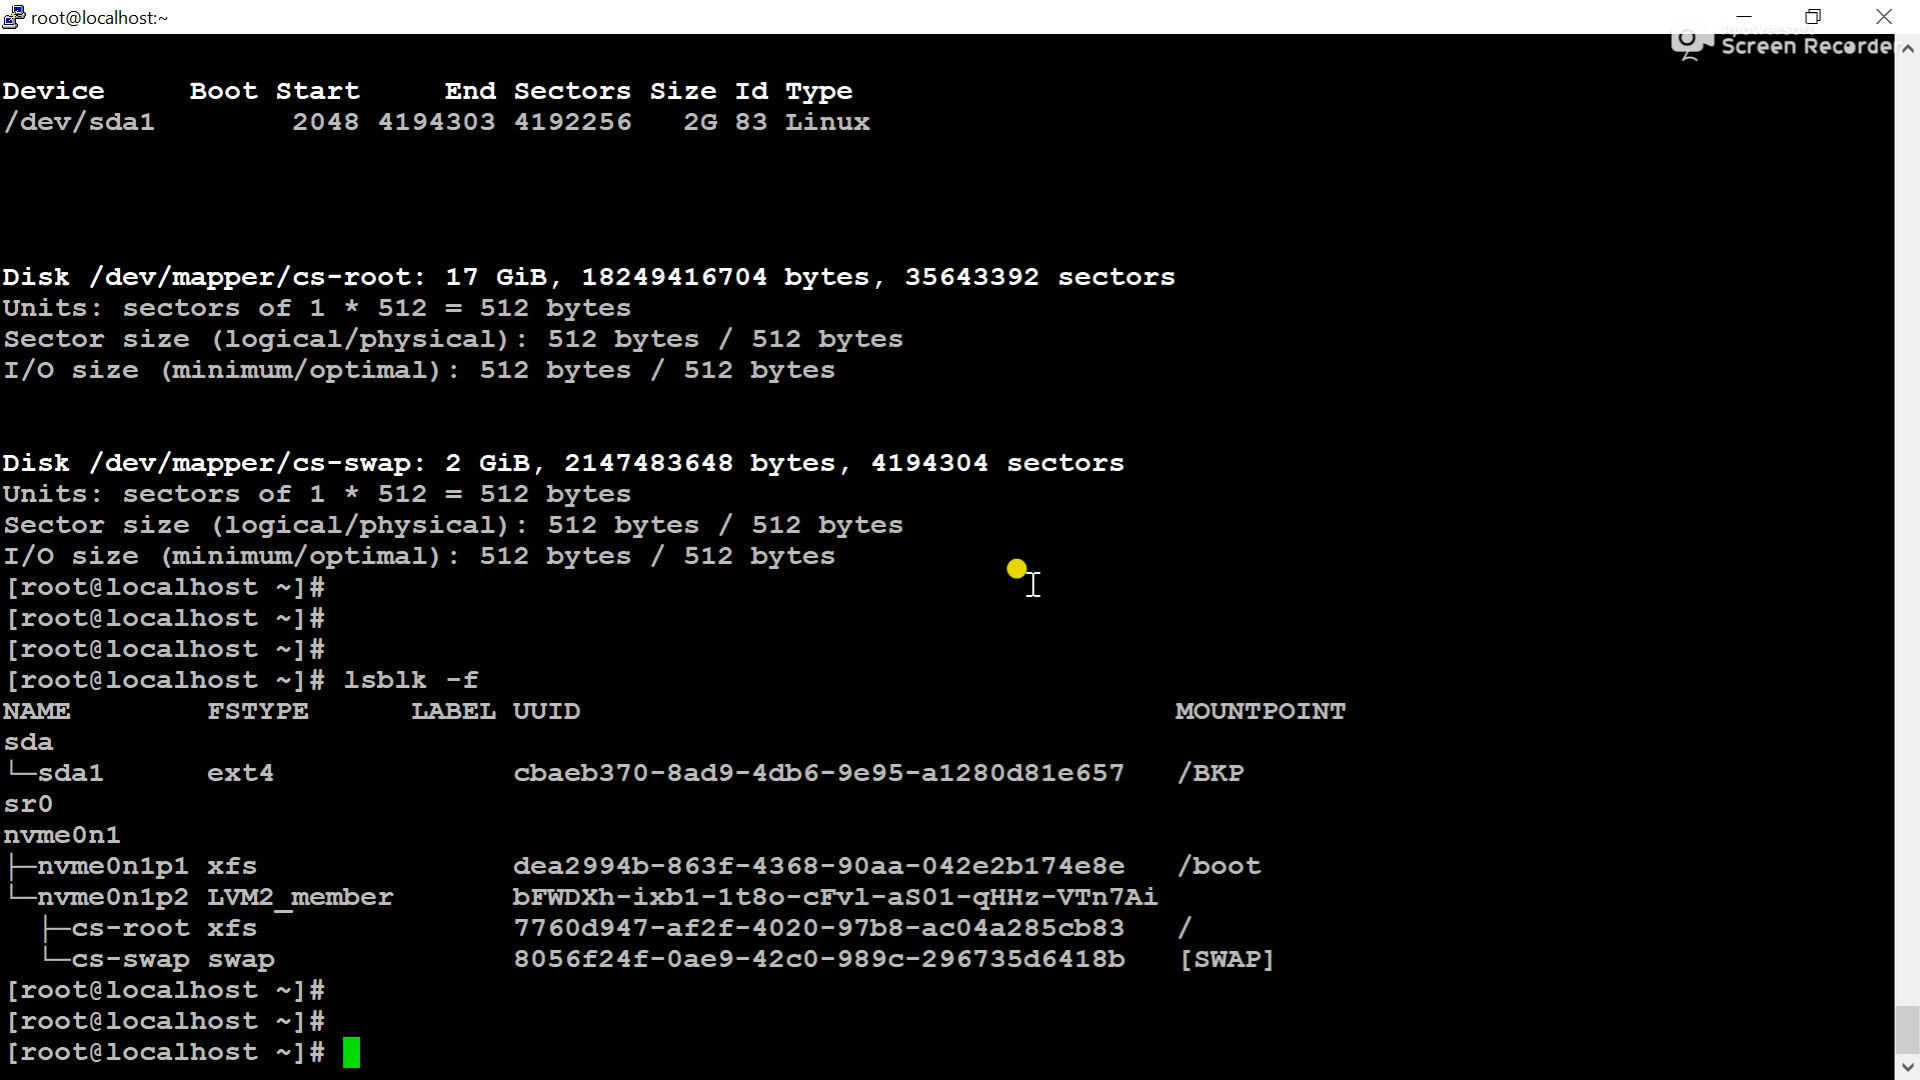 root@localhost:~
Screen Recorder
Device     Boot Start     End Sectors Size Id Type
/dev/sda1        2048 4194303 4192256   2G 83 Linux
Disk /dev/mapper/cs-root: 17 GiB, 18249416704 bytes, 35643392 sectors
Units: sectors of 1 * 512 = 512 bytes
Sector size (logical/physical): 512 bytes / 512 bytes
I/O size (minimum/optimal): 512 bytes / 512 bytes
Disk /dev/mapper/cs-swap: 2 GiB, 2147483648 bytes, 4194304 sectors
Units: sectors of 1 * 512 = 512 bytes
Sector size (logical/physical): 512 bytes / 512 bytes
I/O size (minimum/optimal): 512 bytes / 512 bytes
[root@localhost ~]#
[root@localhost ~]#
[root@localhost ~]#
[root@localhost ~]# lsblk -f
NAME        FSTYPE      LABEL UUID                                   MOUNTPOINT
sda
└─sda1      ext4              cbaeb370-8ad9-4db6-9e95-a1280d81e657   /BKP
sr0
nvme0n1
├─nvme0n1p1 xfs               dea2994b-863f-4368-90aa-042e2b174e8e   /boot
└─nvme0n1p2 LVM2_member       bFWDXh-ixb1-1t8o-cFvl-aS01-qHHz-VTn7Ai
  ├─cs-root xfs               7760d947-af2f-4020-97b8-ac04a285cb83   /
  └─cs-swap swap              8056f24f-0ae9-42c0-989c-296735d6418b   [SWAP]
[root@localhost ~]#
[root@localhost ~]#
[root@localhost ~]#